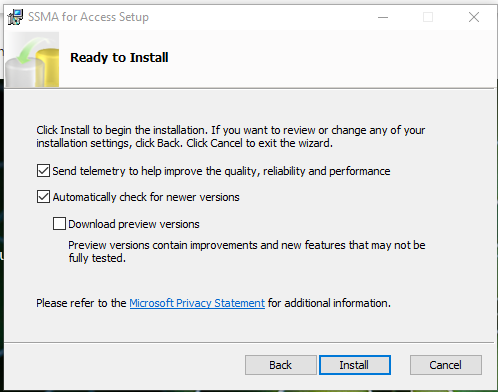 SSMA for Access Setup
Ready to Install
Click Install to begin the installation. If you want to review or change any of your
installation settings, click Back. Click Cancel to exit the wizard.
Send telemetry to help improve the quality, reliability and performance
Automatically check for newer versions
Download preview versions
Preview versions contain improvements and new features that may not be
fully tested.
Please refer to the Microsoft Privacy Statement for additional information.
Back
Install
Cancel